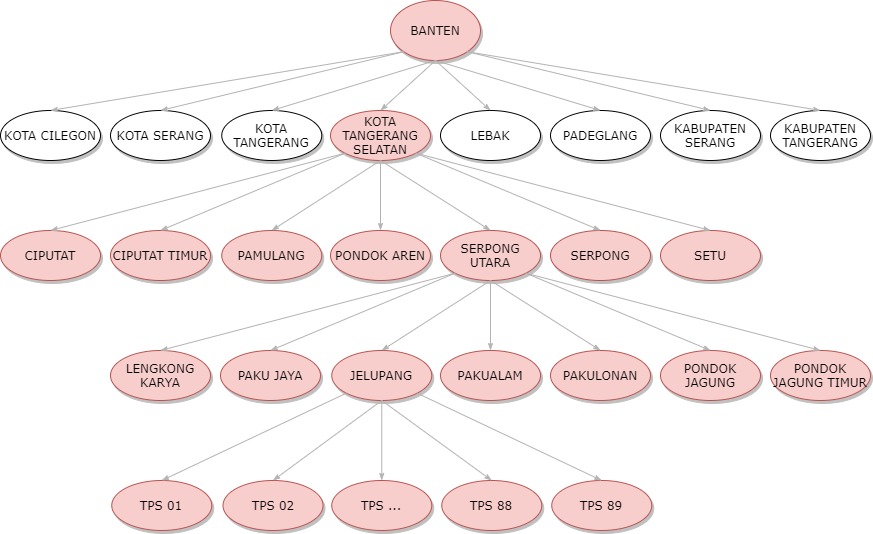 BANTEN
KOTA CILEGON
KOTA SERANG
KOTA
TANGERANG
KOTA
TANGERANG
SELATAN
LEBAK
PADEGLANG
KABUPATEN
SERANG
KABUPATEN
TANGERANG
CIPUTAT
CIPUTAT TIMUR
PAMULANG
PONDOK AREN
SERPONG
UTARA
SERPONG
SETU
LENGKONG
KARYA
PAKU JAYA
JELUPANG
PAKUALAM
PAKULONAN
PONDOK
JAGUNG
PONDOK
JAGUNG TIMUR
TPS 01
TPS 02
TPS ...
TPS 88
TPS 89